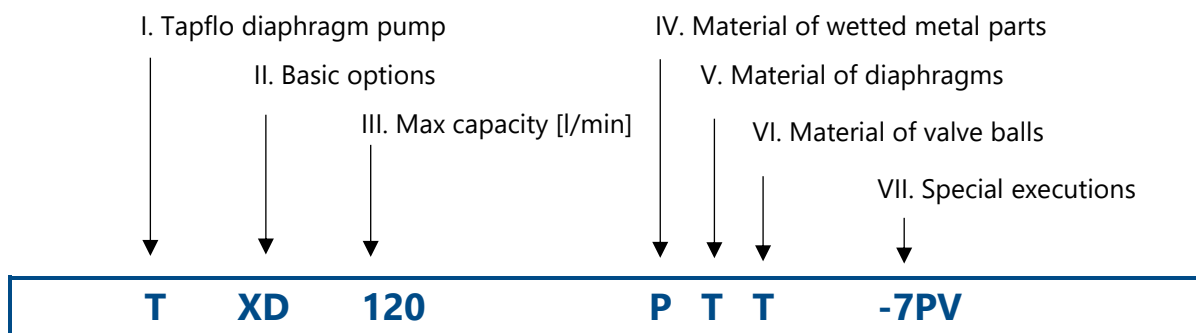 I. Tapflo diaphragm pump
IV. Material of wetted metal parts
II. Basic options
V. Material of diaphragms
III. Max capacity [l/min]
VI. Material of valve balls
VII. Special executions
T XD 120 P T T -7PV